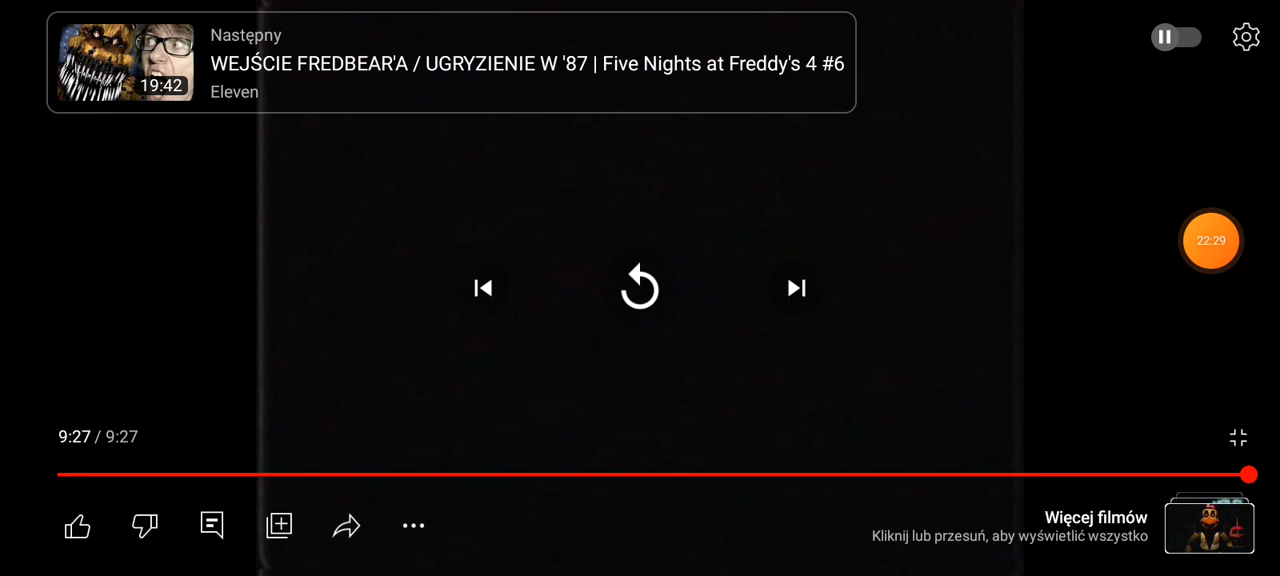 Następny
WEJŚCIE FREDBEAR'A / UGRYZIENIE W '87 | Five Nights at Freddy's 4 #6
19:42
Eleven
22:29
9:27 / 9:27
Więcej filmów
Kliknij lub przesuń, aby wyświetlić wszystko